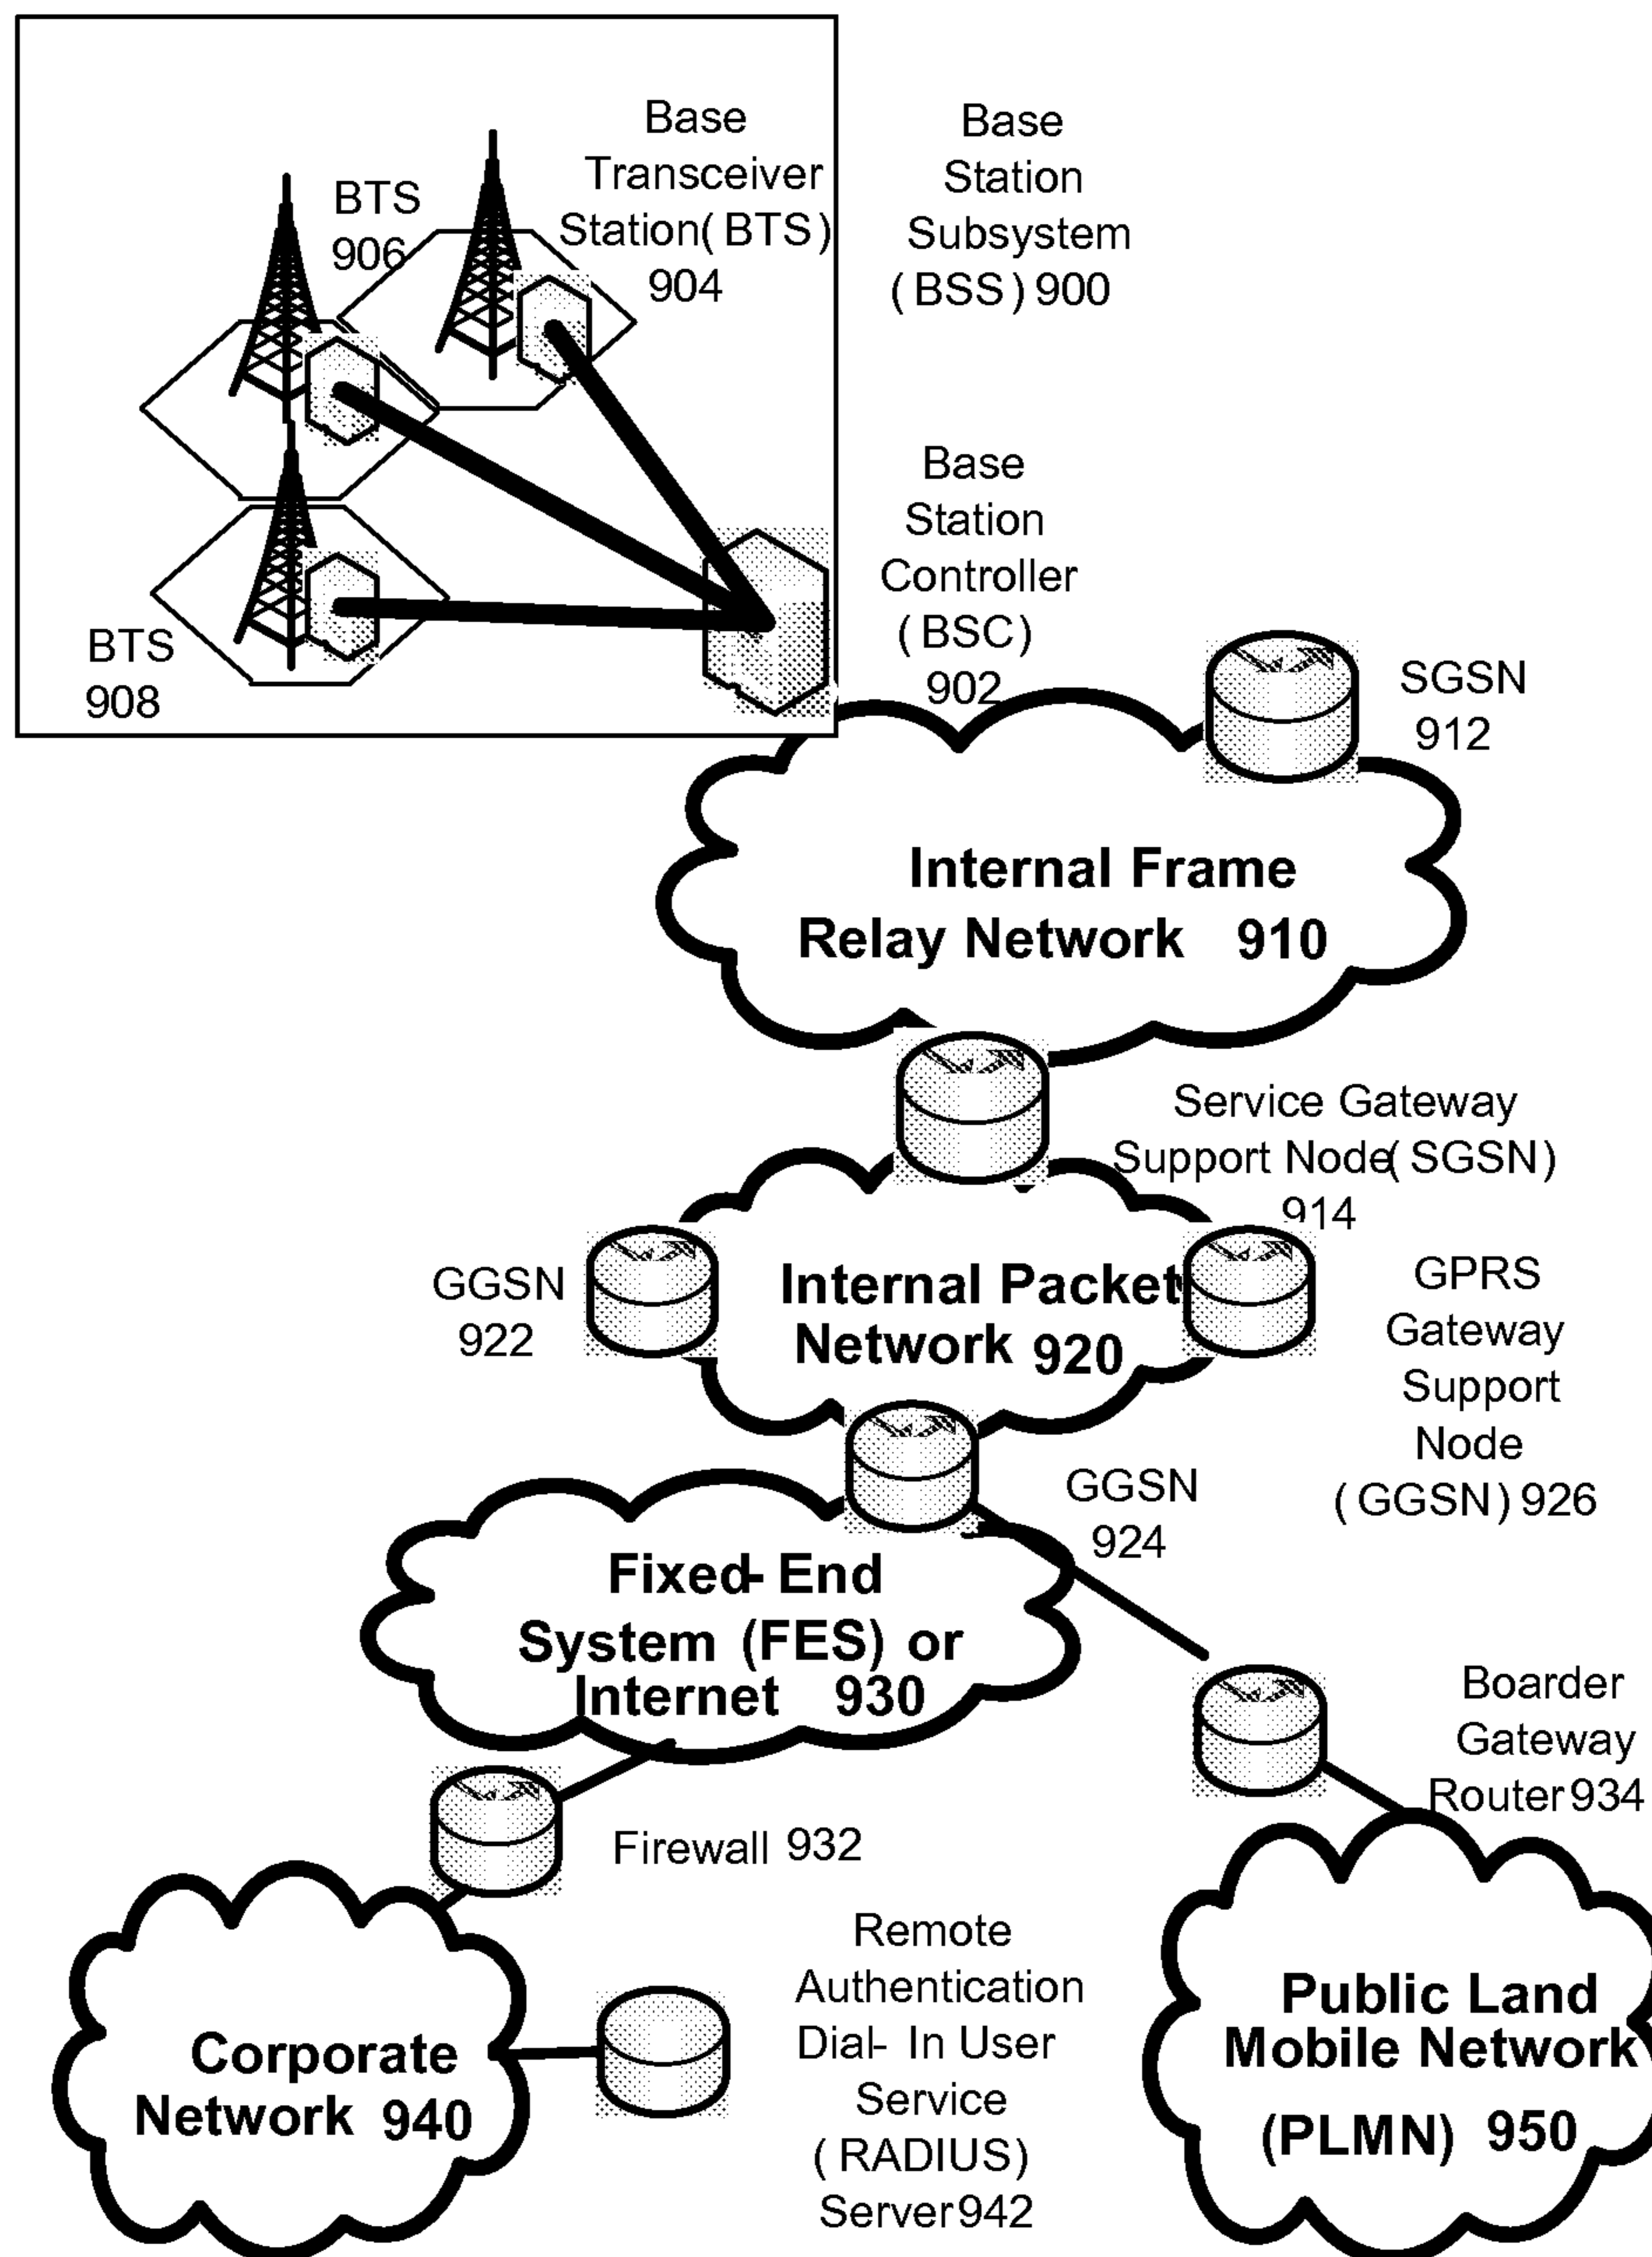 Base
Transceiver
Station( BTS)
904
BTS
906
Base
Station
Subsystem
( BSS) 900
BTS
908
Base
Station
Controller
( BSC)
902
SGSN
912
Internal Frame
Relay Network 910
Service Gateway
Support Node( SGSN)
914
GGSN
922
Internal Packet
Network 920
GPRS
Gateway
Support
Node
( GGSN) 926
GGSN
924
Fixed- End
System (FES) or
Internet 930
Boarder
Gateway
Router 934
Firewall 932
Remote
Authentication
Dial- In User
Service
( RADIUS)
Server 942
Corporate
Network 940
Public Land
Mobile Network
(PLMN) 950